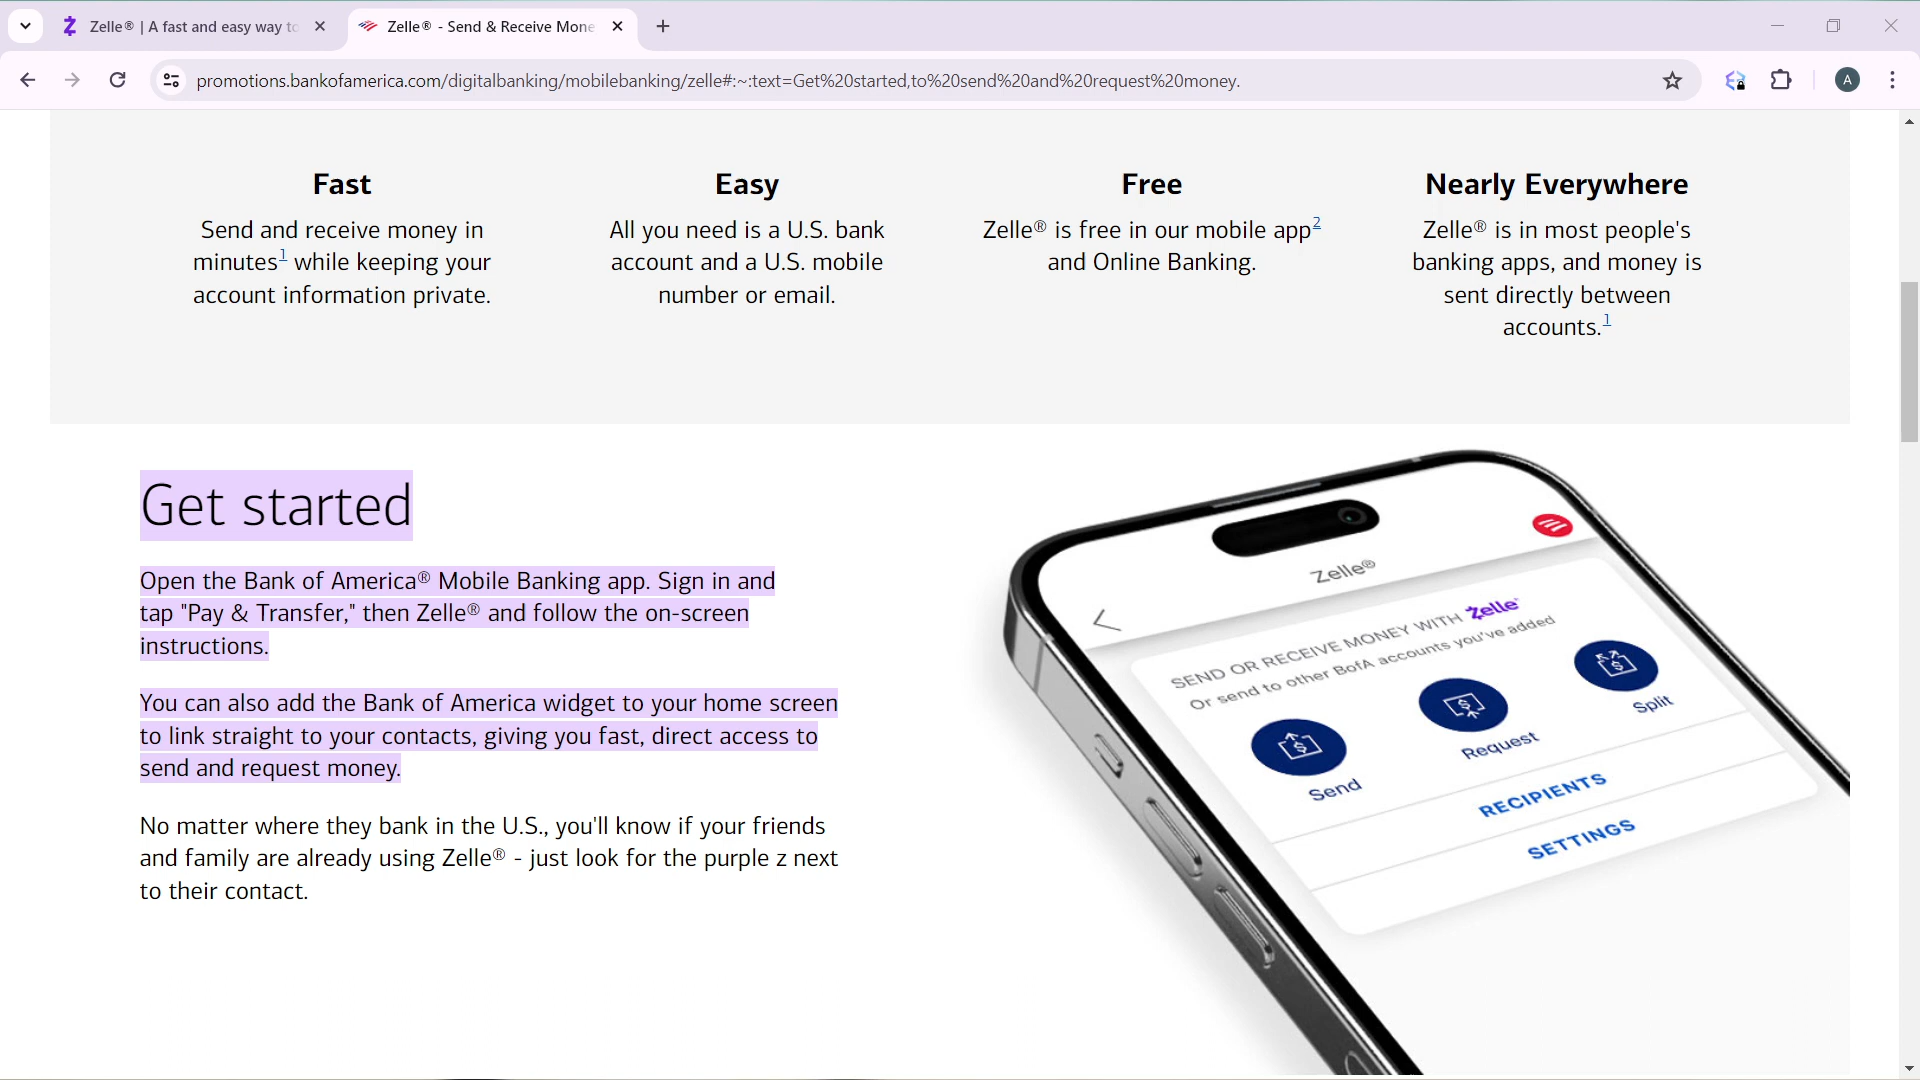 Zelle® | A fast and easy way to
Zelle® - Send & Receive Mone
promotions.bankofamerica.com/digitalbanking/mobilebanking/zelle#:~:text=Get%20started,to%20send%20and%20request%20money.
A
Fast
Send and receive money in
minutes1 while keeping your
account information private.
Easy
All you need is a U.S. bank
account and a U.S. mobile
number or email.
Free
Zelle® is free in our mobile app2
and Online Banking.
Nearly Everywhere
Zelle® is in most people's
banking apps, and money is
sent directly between
accounts.1
Get started
Open the Bank of America® Mobile Banking app. Sign in and
tap "Pay & Transfer," then Zelle® and follow the on-screen
instructions.
You can also add the Bank of America widget to your home screen
to link straight to your contacts, giving you fast, direct access to
send and request money.
No matter where they bank in the U.S., you'll know if your friends
and family are already using Zelle® - just look for the purple z next
to their contact.
Zelle®
SEND OR RECEIVE MONEY WITH Zelle
Or send to other BofA accounts you've added
Send
Request
Split
RECIPIENTS
SETTINGS